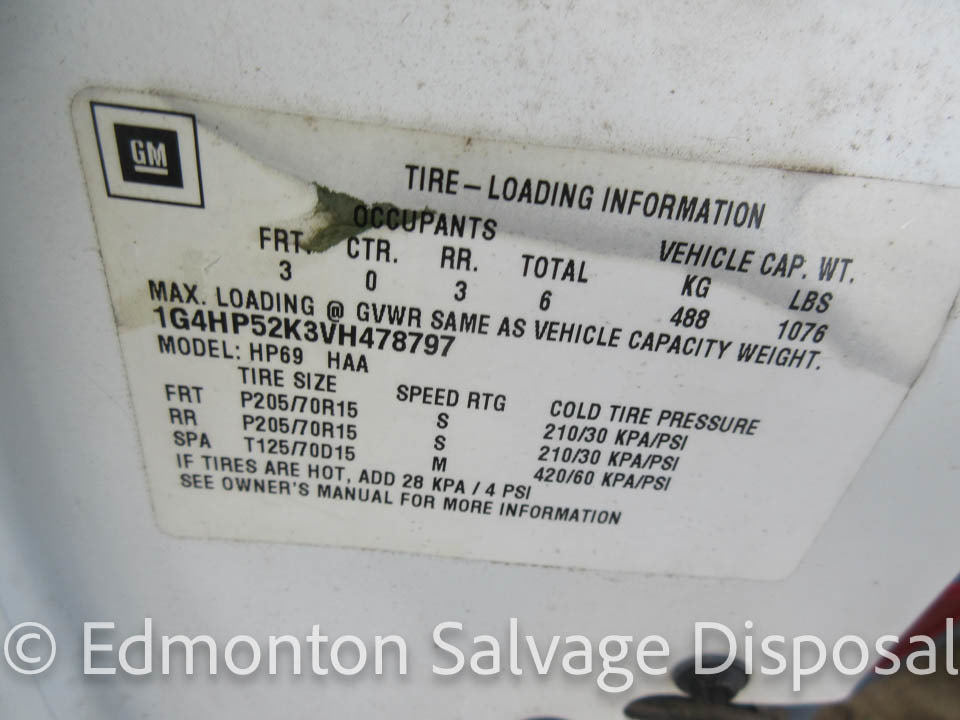 GM
TIRE – LOADING INFORMATION
OCCUPANTS VEHICLE CAP. WT.
FRT. CTR. RR. TOTAL KG LBS
3 0 3 6 488 1076
MAX. LOADING @ GVWR SAME AS VEHICLE CAPACITY WEIGHT.
1G4HP52K3VH478797
MODEL: HP69 HAA
TIRE SIZE SPEED RTG COLD TIRE PRESSURE
FRT P205/70R15 S 210/30 KPA/PSI
RR P205/70R15 S 210/30 KPA/PSI
SPA T125/70D15 M 420/60 KPA/PSI
IF TIRES ARE HOT, ADD 28 KPA / 4 PSI
SEE OWNER'S MANUAL FOR MORE INFORMATION
© Edmonton Salvage Disposal